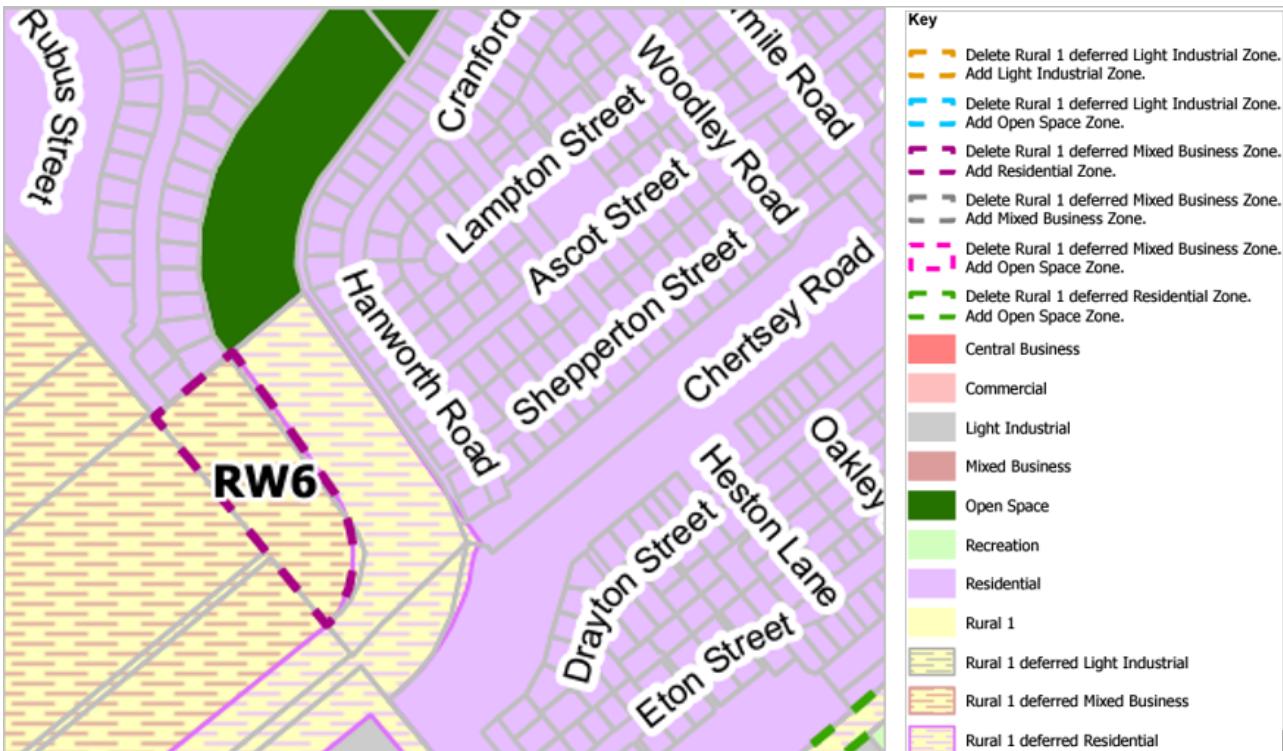 Rubus Street
Cranford
Woodley Road
mile Road
Lampton Street
Ascot Street
Hanworth Road
Shepperton Street
Chertsey Road
RW6
Oakley
Heston Lane
Drayton Street
Eton Street
Key
Delete Rural 1 deferred Light Industrial Zone.
Add Light Industrial Zone.
Delete Rural 1 deferred Light Industrial Zone.
Add Open Space Zone.
Delete Rural 1 deferred Mixed Business Zone.
Add Residential Zone.
Delete Rural 1 deferred Mixed Business Zone.
Add Mixed Business Zone.
Delete Rural 1 deferred Mixed Business Zone.
Add Open Space Zone.
Delete Rural 1 deferred Residential Zone.
Add Open Space Zone.
Central Business
Commercial
Light Industrial
Mixed Business
Open Space
Recreation
Residential
Rural 1
Rural 1 deferred Light Industrial
Rural 1 deferred Mixed Business
Rural 1 deferred Residential